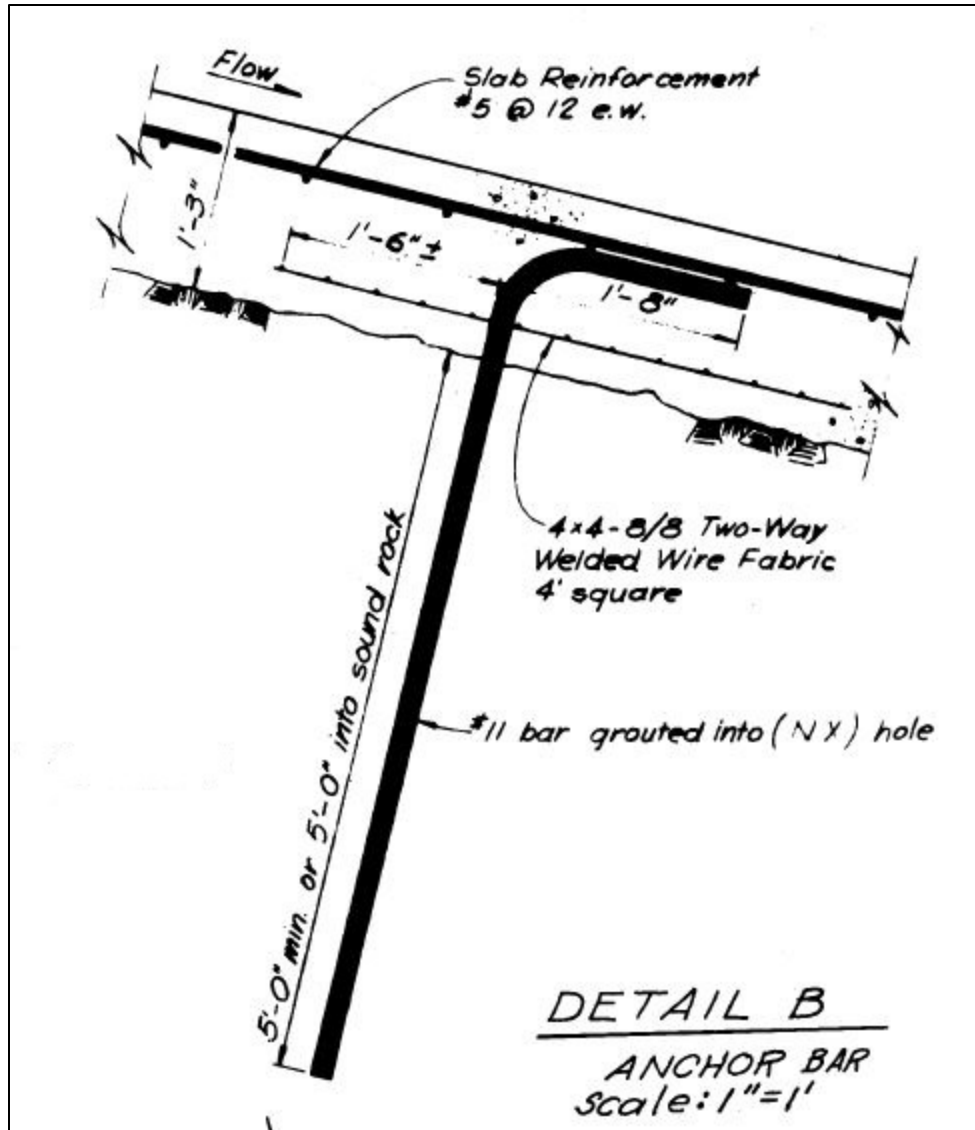 Flow
Slab Reinforcement
#5 @ 12 e.w.
1'-3"
1'-6" ±
1'-8"
4x4-8/8 Two-Way
Welded Wire Fabric
4' square
5'-0" min. or 5'-0" into sound rock
#11 bar grouted into (NX) hole
DETAIL B
ANCHOR BAR
Scale: 1"=1'